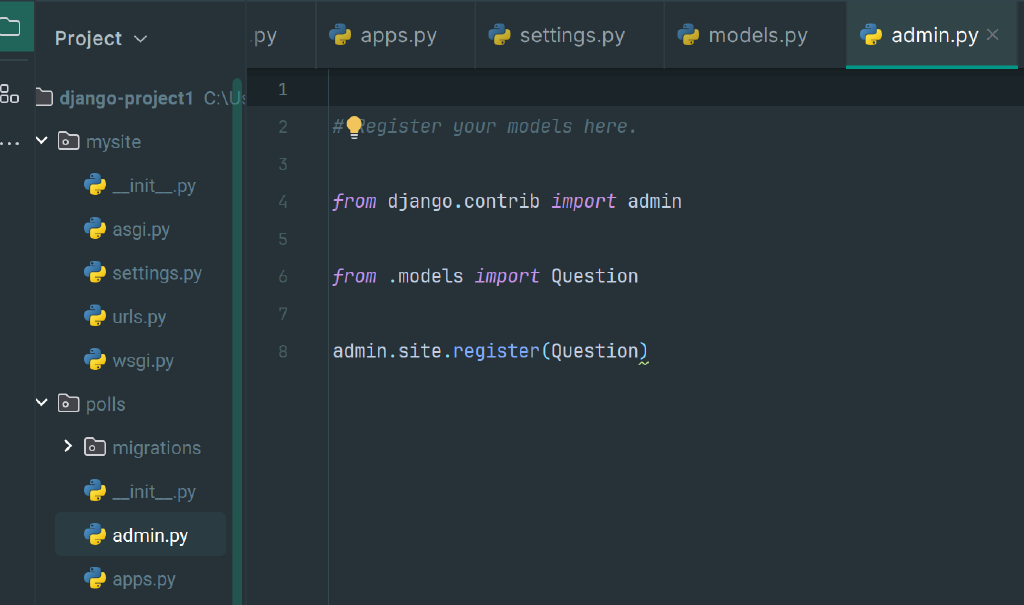 Project
.py
apps.py
settings.py
models.py
admin.py
django-project1 C:\Us
mysite
__init__.py
asgi.py
settings.py
urls.py
wsgi.py
polls
migrations
__init__.py
admin.py
apps.py
1
2 # Register your models here.
3
4 from django.contrib import admin
5
6 from .models import Question
7
8 admin.site.register(Question)